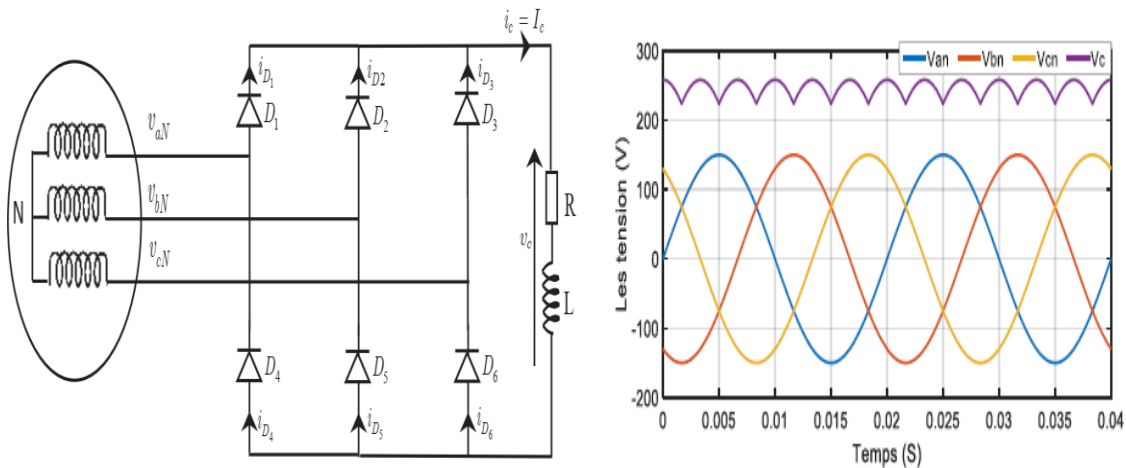 i_c = I_c
i_D1
i_D2
i_D3
D_1
D_2
D_3
v_aN
v_bN
N
v_cN
v_c
R
L
D_4
D_5
D_6
i_D4
i_D5
i_D6
Van Vbn Vcn Vc
300
200
100
0
-100
-200
Les tension (V)
0 0.005 0.01 0.015 0.02 0.025 0.03 0.035 0.04
Temps (S)